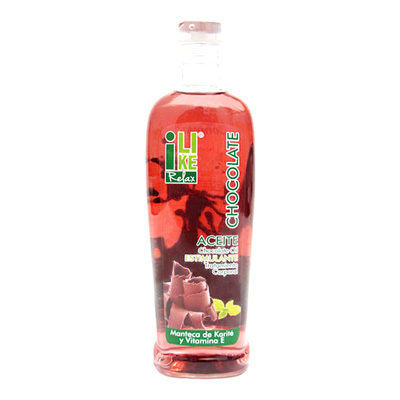 iLIKE®
Relax
CHOCOLATE
ACEITE
Chocolate Oil
ESTIMULANTE
Tratamiento
Corporal
Manteca de Karité
y Vitamina E